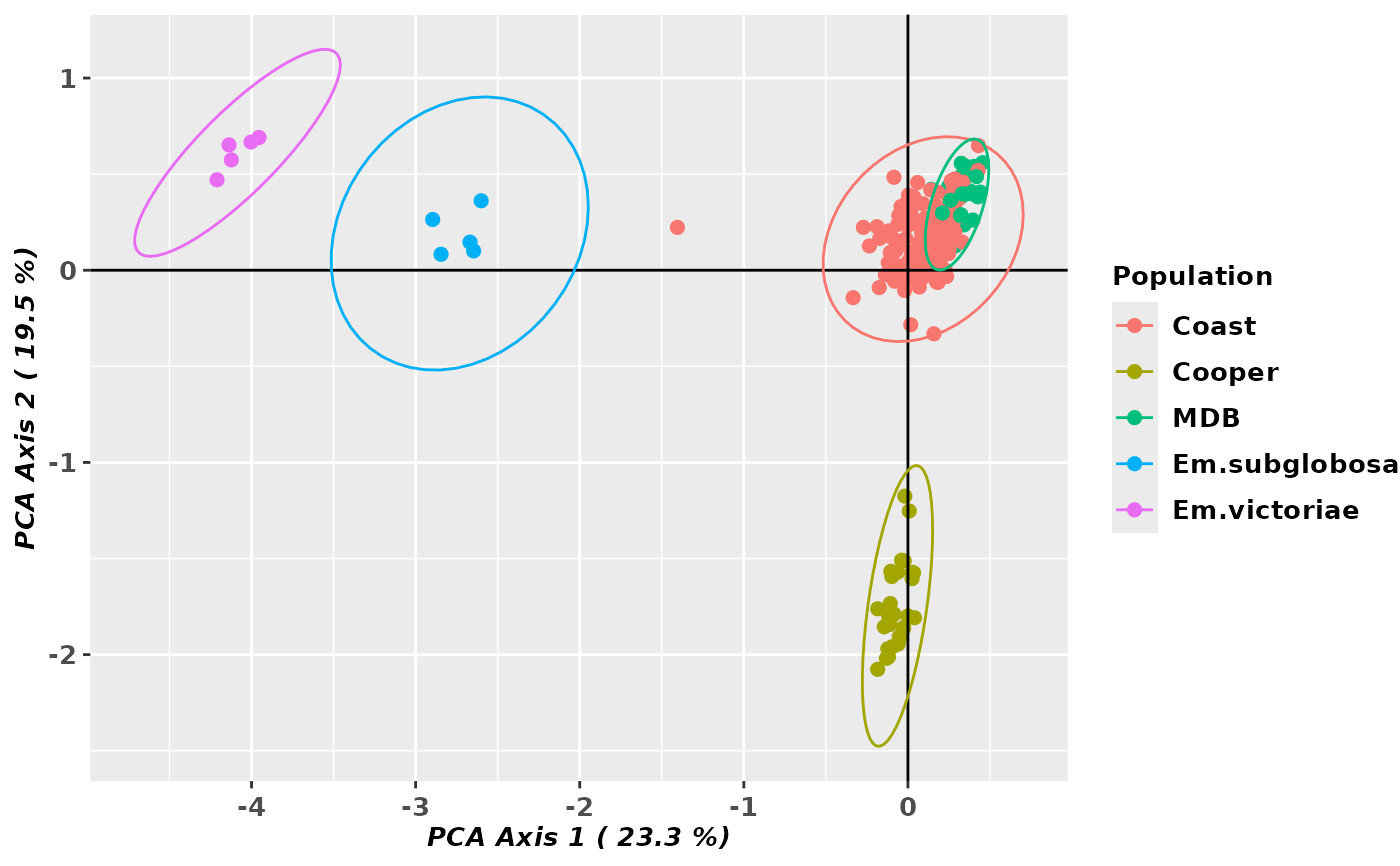 PCA Axis 2 ( 19.5 %)
1
0
-1
-2
-4
-3
-2
-1
0
PCA Axis 1 ( 23.3 %)
Population
Coast
Cooper
MDB
Em.subglobosa
Em.victoriae